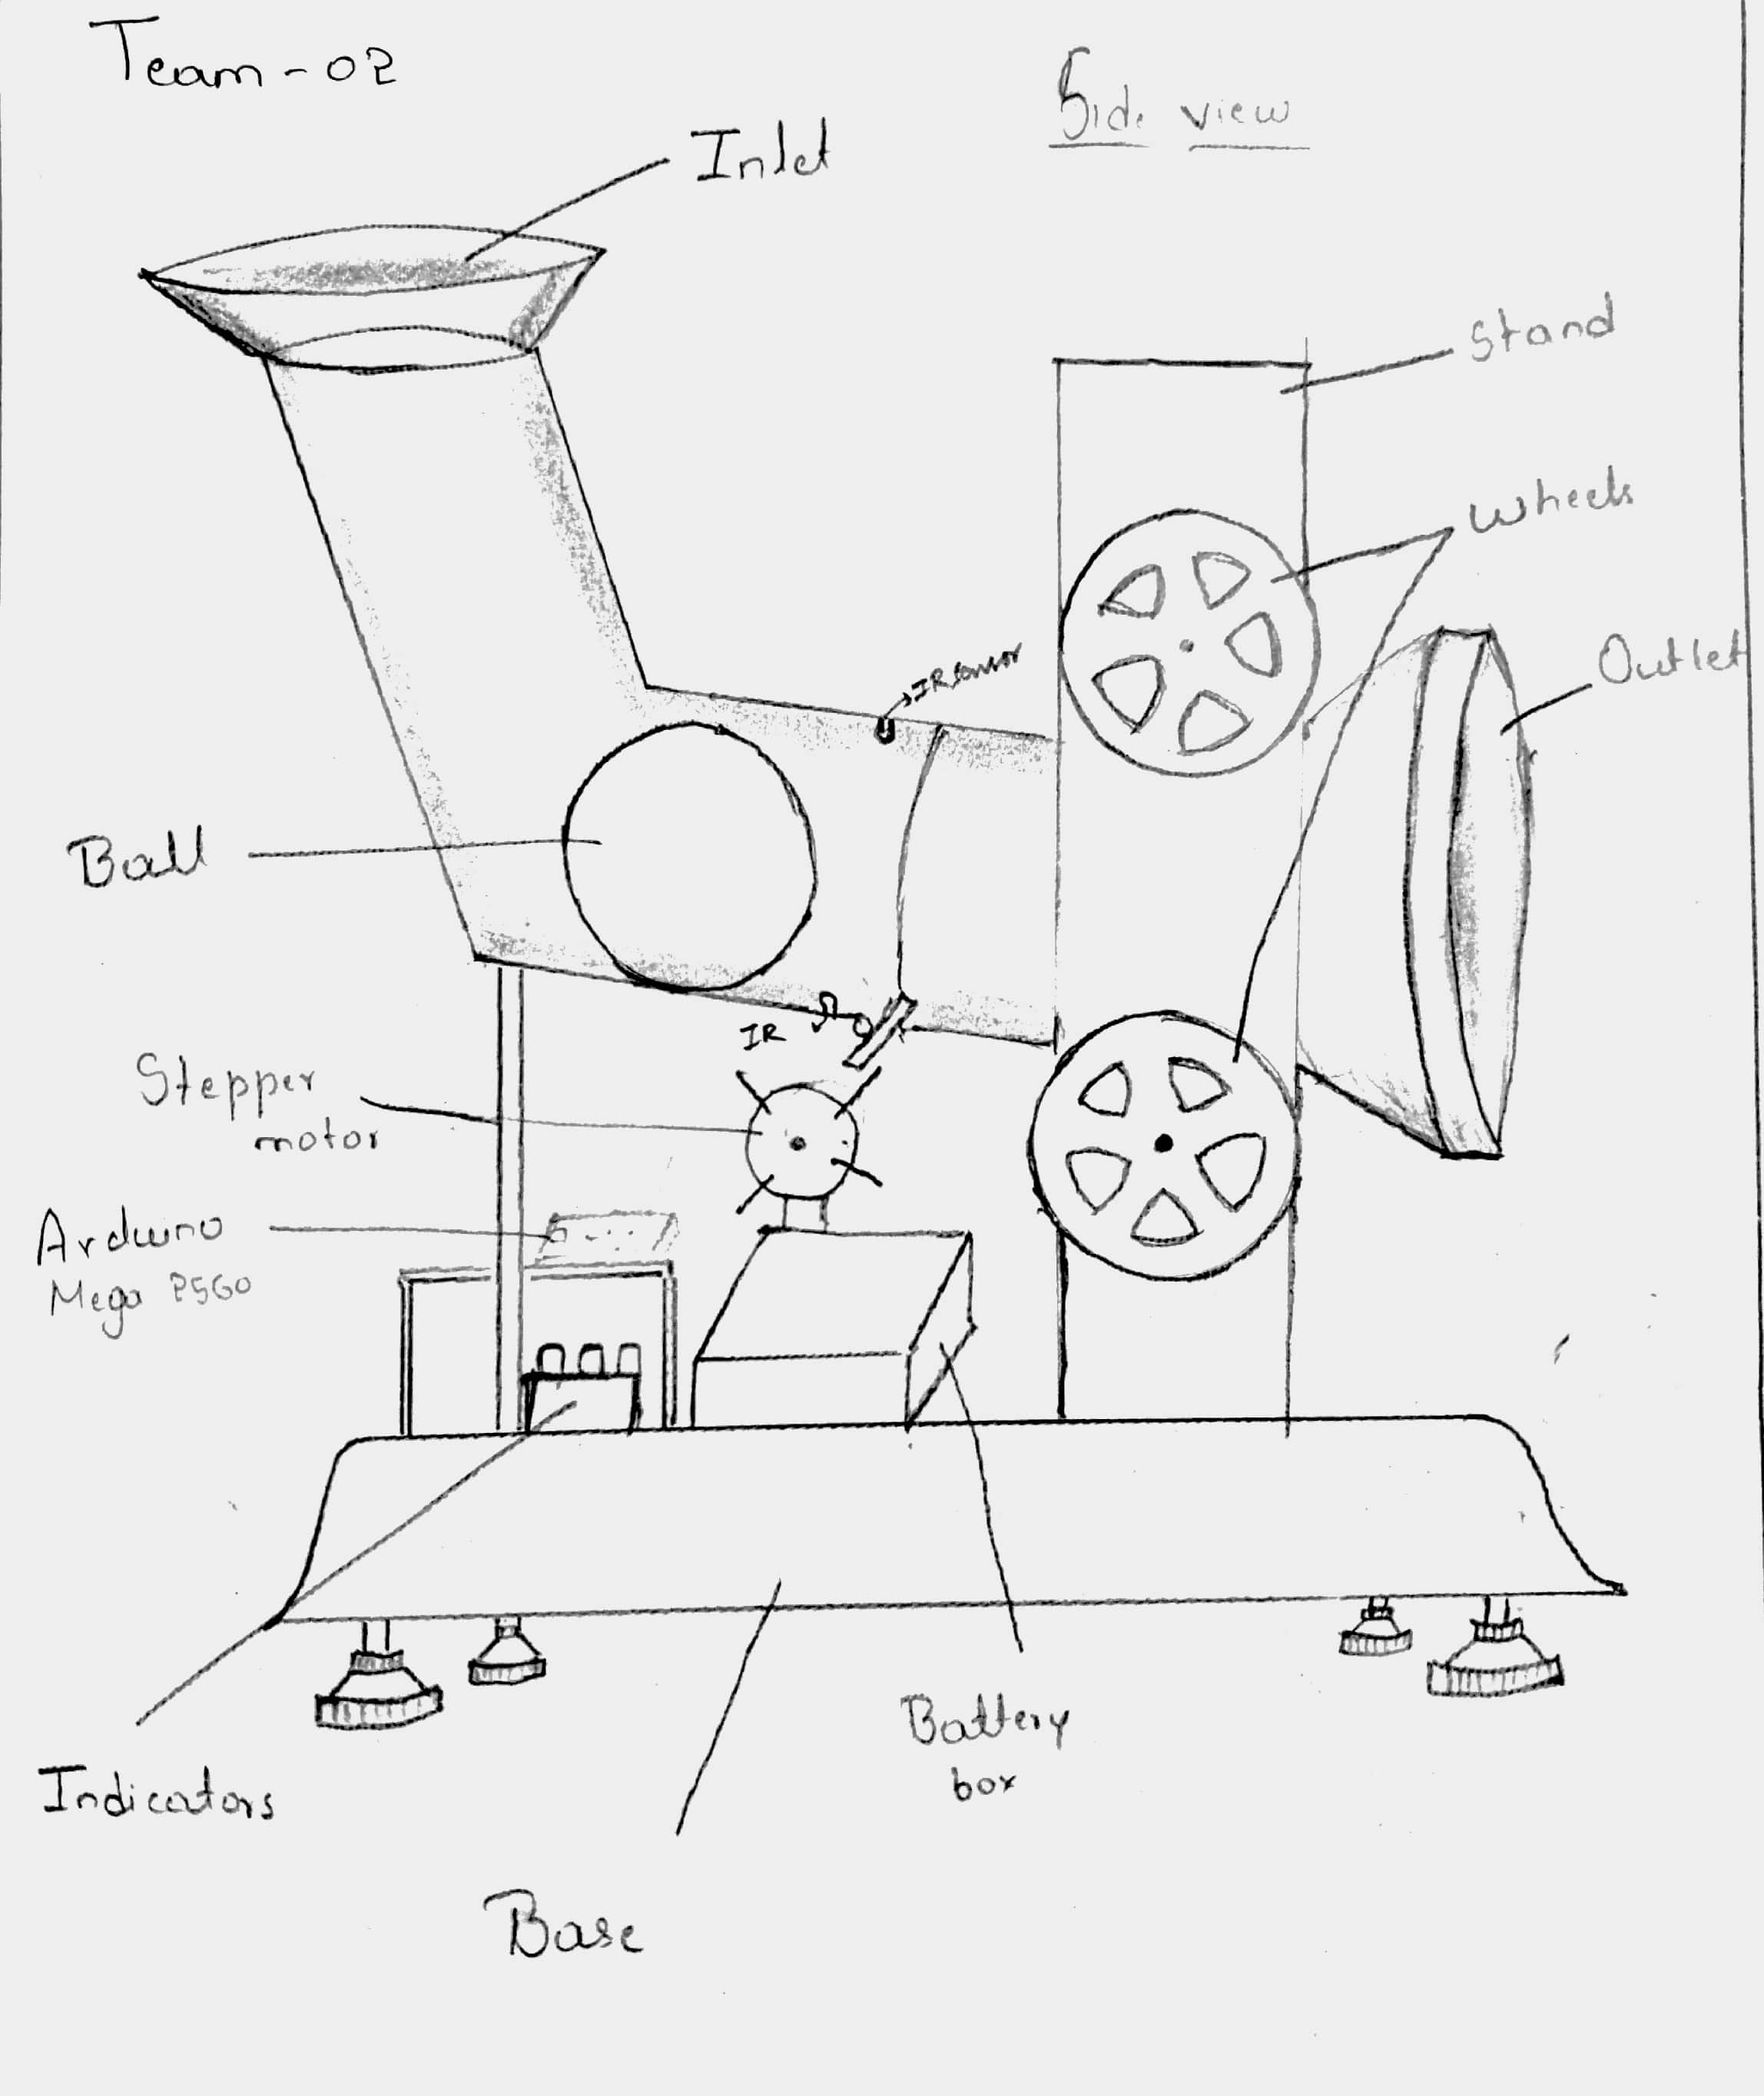 Team-02
Side view
Inlet
Stand
Wheels
IR sensor
Outlet
Ball
IR
Stepper
motor
Arduino
Mega 2560
Battery
box
Indicators
Base